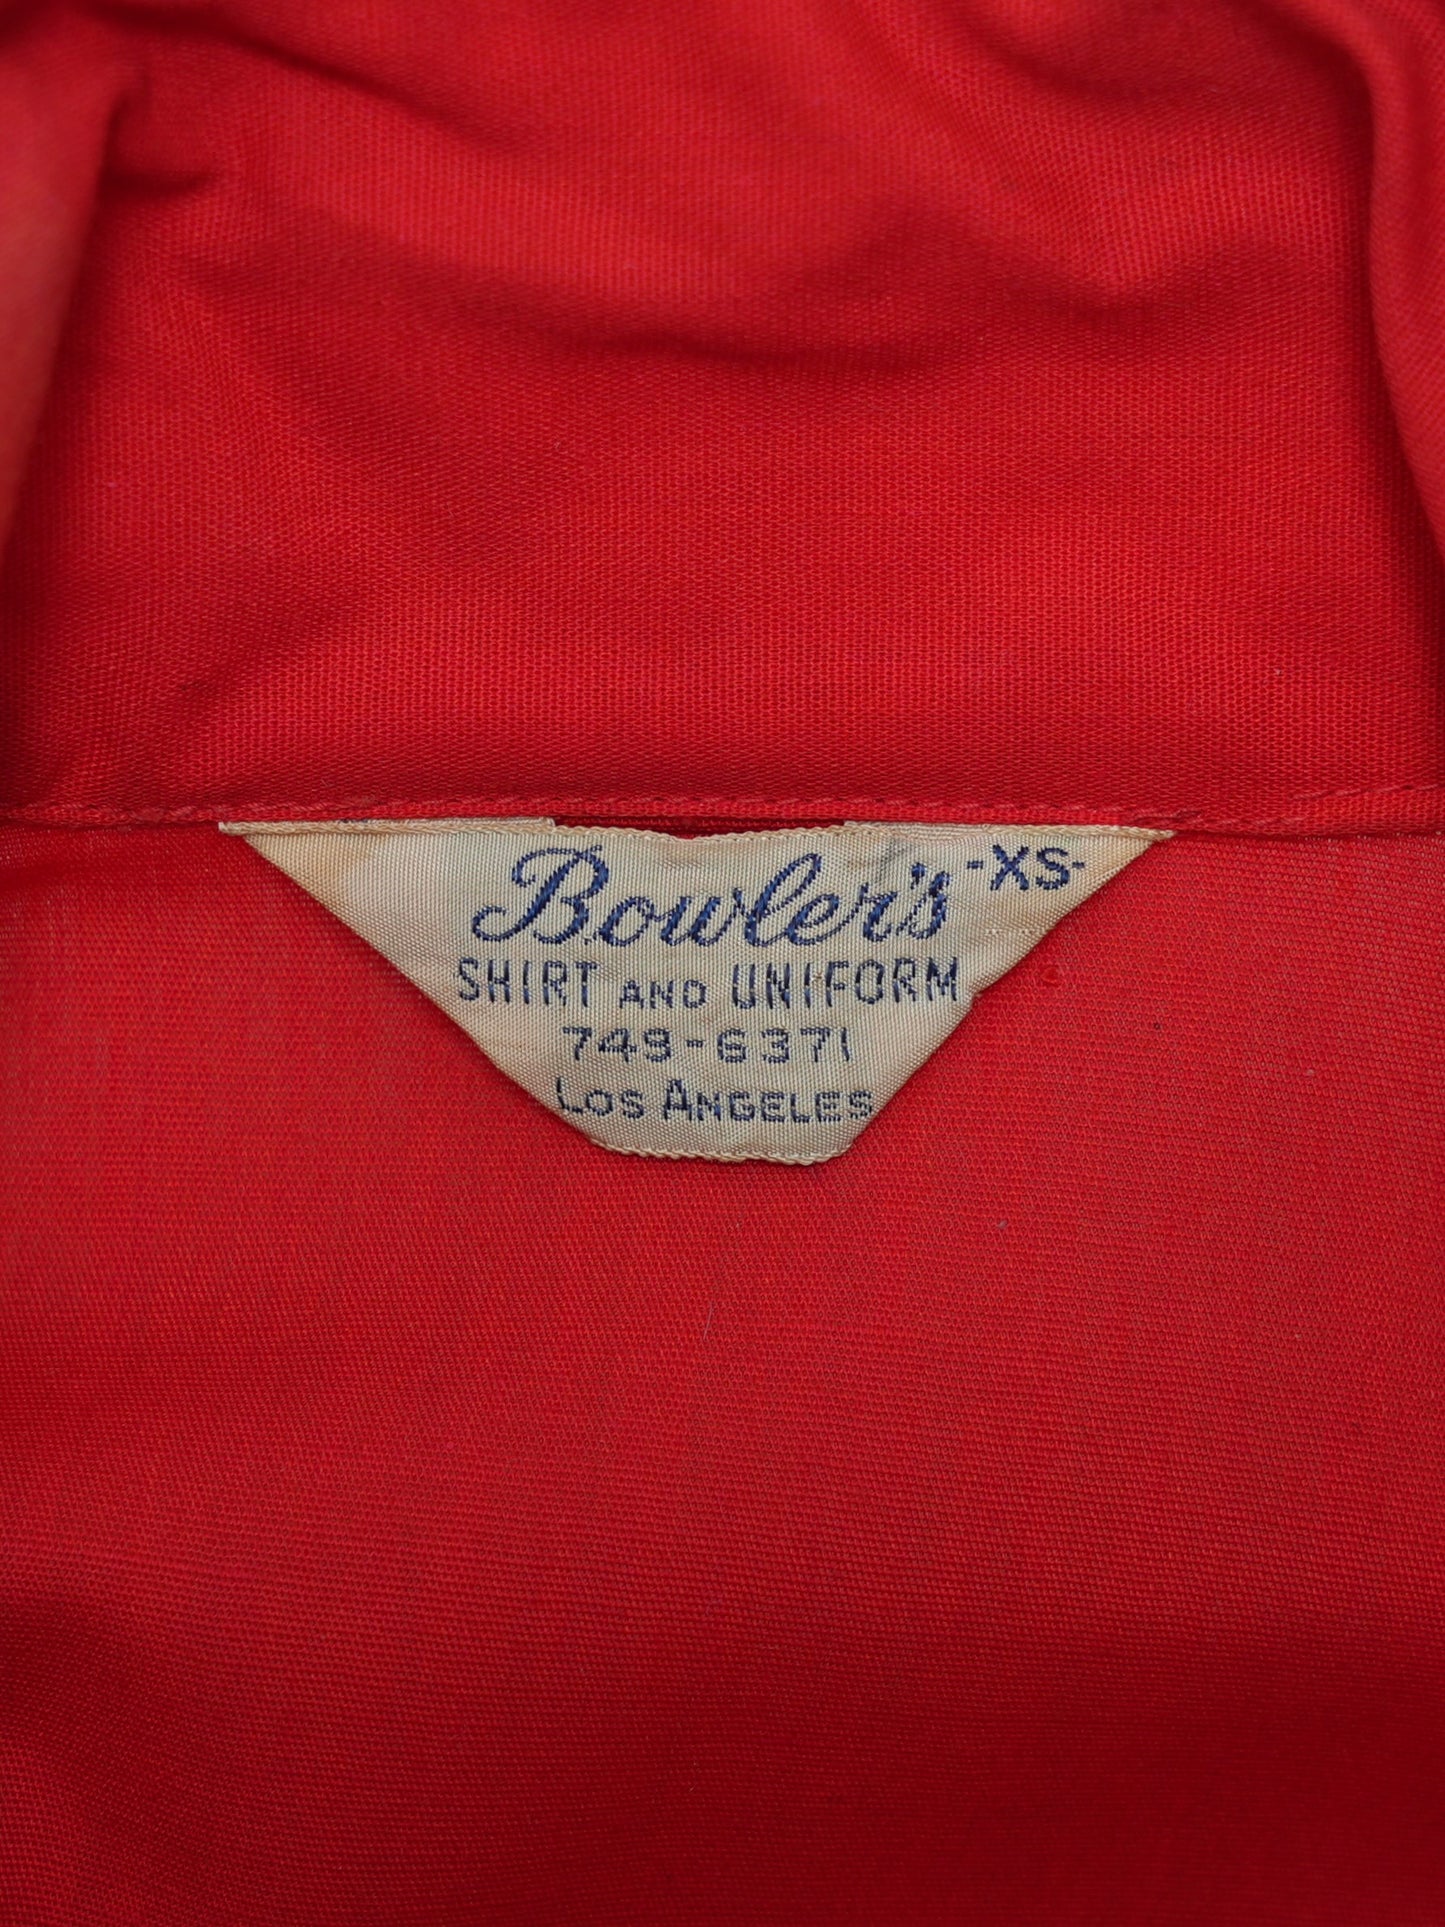 Bowler's -XS-
SHIRT AND UNIFORM
749-6371
LOS ANGELES